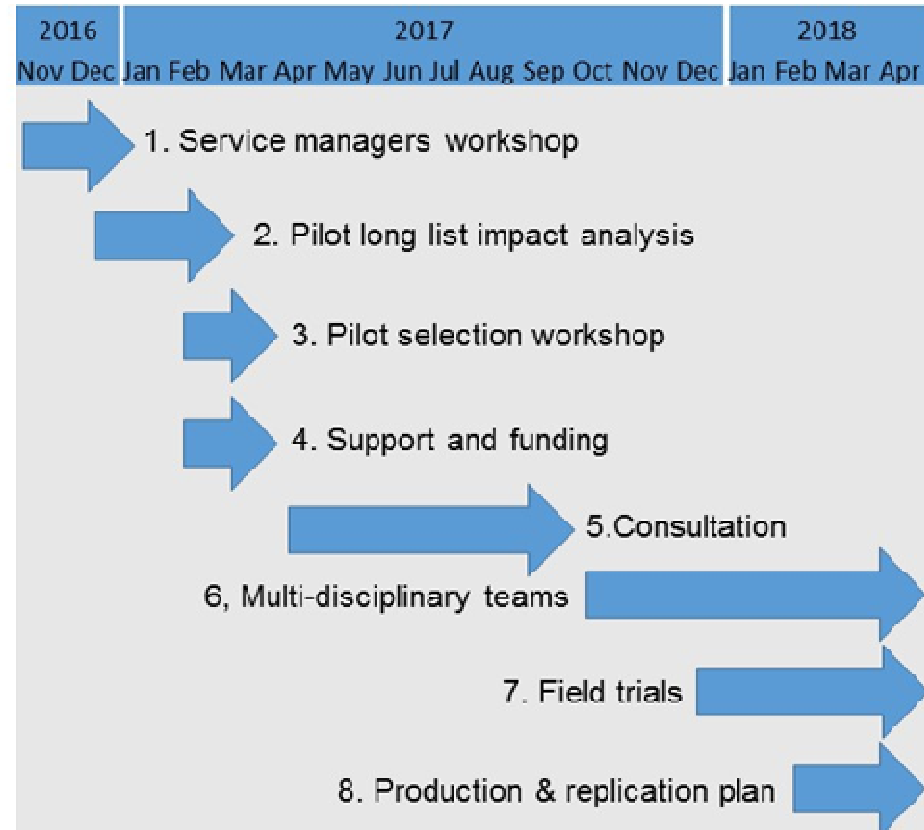 2016 2017 2018
Nov Dec Jan Feb Mar Apr May Jun Jul Aug Sep Oct Nov Dec Jan Feb Mar Apr
1. Service managers workshop
2. Pilot long list impact analysis
3. Pilot selection workshop
4. Support and funding
5.Consultation
6, Multi-disciplinary teams
7. Field trials
8. Production & replication plan